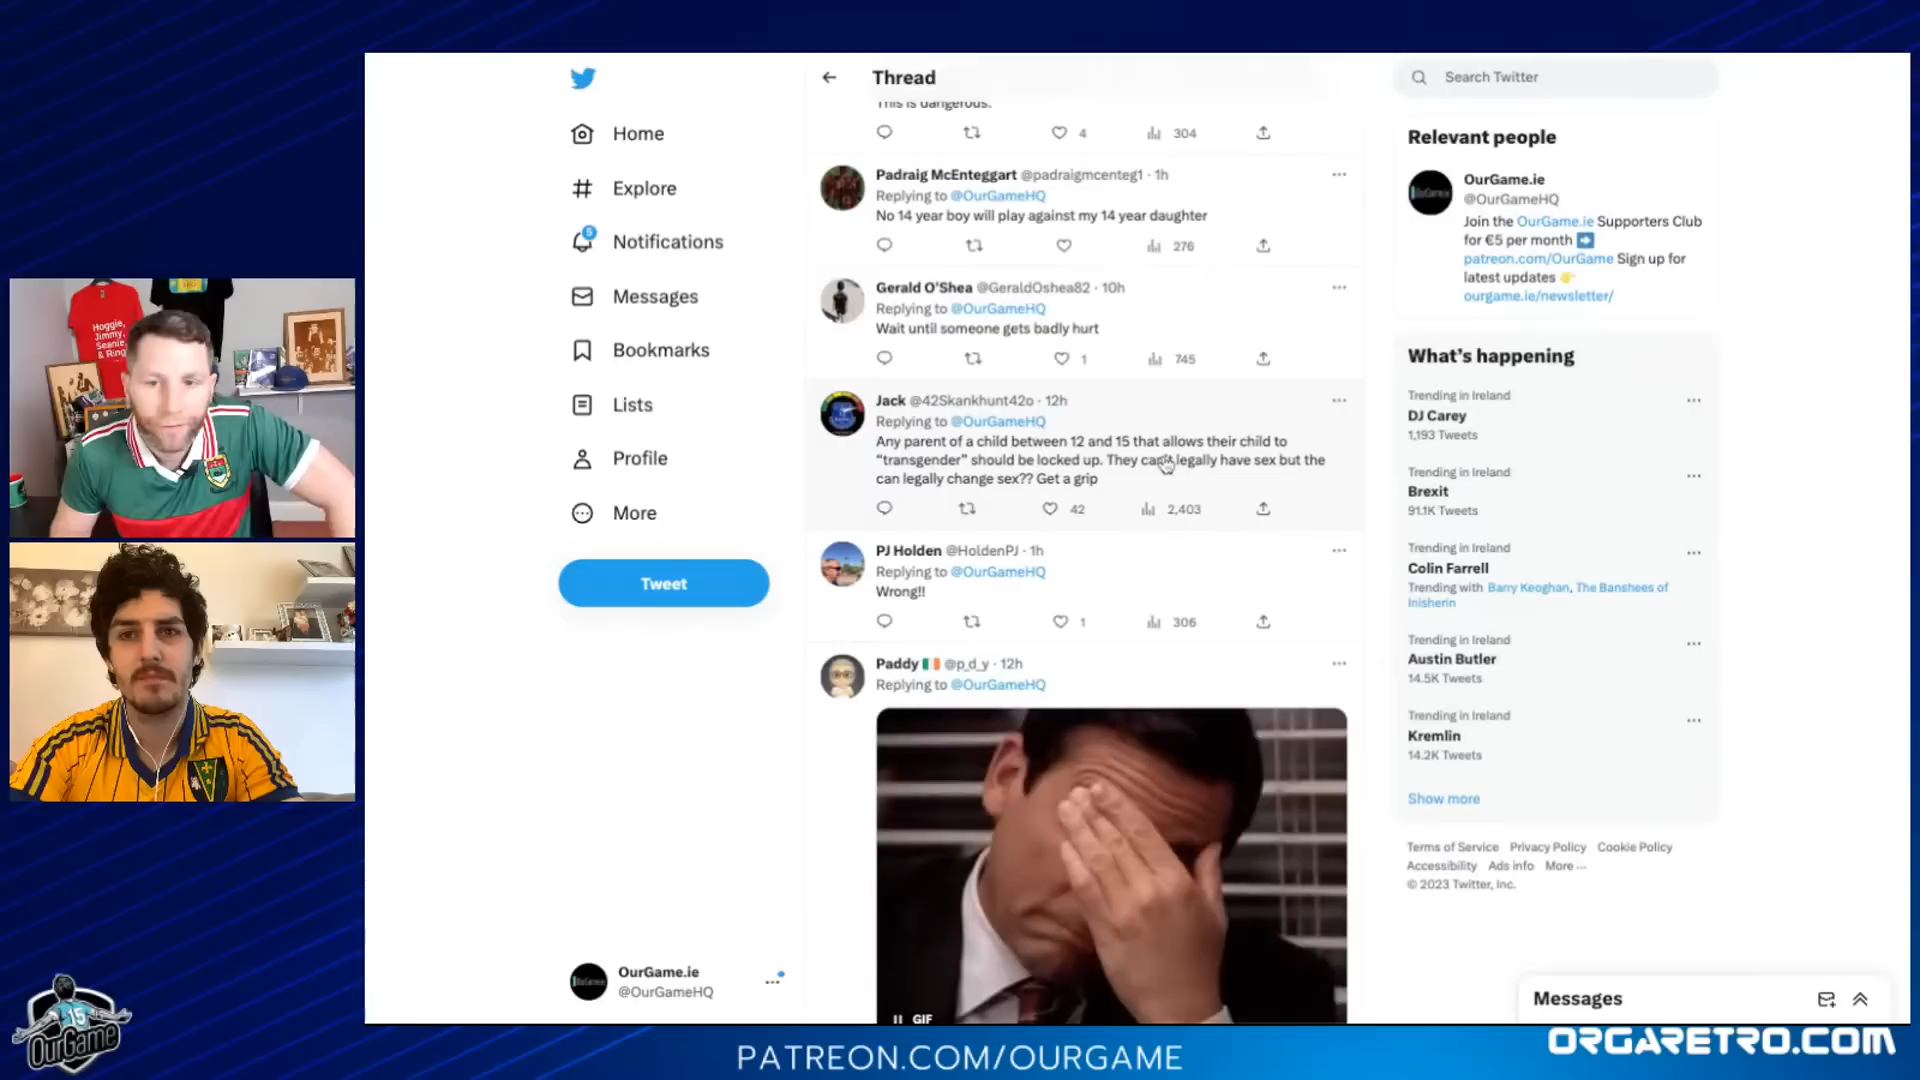 Home
Explore
5
Notifications
Messages
Bookmarks
Lists
Profile
More
Tweet
OurGame.ie
@OurGameHQ
Thread
This is dangerous.
4
304
Padraig McEnteggart @padraigmcenteg1 · 1h
Replying to @OurGameHQ
No 14 year boy will play against my 14 year daughter
276
Gerald O'Shea @GeraldOshea82 · 10h
Replying to @OurGameHQ
Wait until someone gets badly hurt
1
745
Jack @42Skankhunt42o · 12h
Replying to @OurGameHQ
Any parent of a child between 12 and 15 that allows their child to
“transgender” should be locked up. They can't legally have sex but the
can legally change sex?? Get a grip
42
2,403
PJ Holden @HoldenPJ · 1h
Replying to @OurGameHQ
Wrong!!
1
306
Paddy @p_d_y · 12h
Replying to @OurGameHQ
GIF
Search Twitter
Relevant people
OurGame.ie
@OurGameHQ
Join the OurGame.ie Supporters Club
for €5 per month
patreon.com/OurGame Sign up for
latest updates
ourgame.ie/newsletter/
What's happening
Trending in Ireland
DJ Carey
1,193 Tweets
Trending in Ireland
Brexit
91.1K Tweets
Trending in Ireland
Colin Farrell
Trending with Barry Keoghan, The Banshees of
Inisherin
Trending in Ireland
Austin Butler
14.5K Tweets
Trending in Ireland
Kremlin
14.2K Tweets
Show more
Terms of Service Privacy Policy Cookie Policy
Accessibility Ads info More ...
© 2023 Twitter, Inc.
Messages
Hoggie,
Jimmy,
Seanie,
& Ring
15
OurGame
PATREON.COM/OURGAME
ORGARETRO.COM